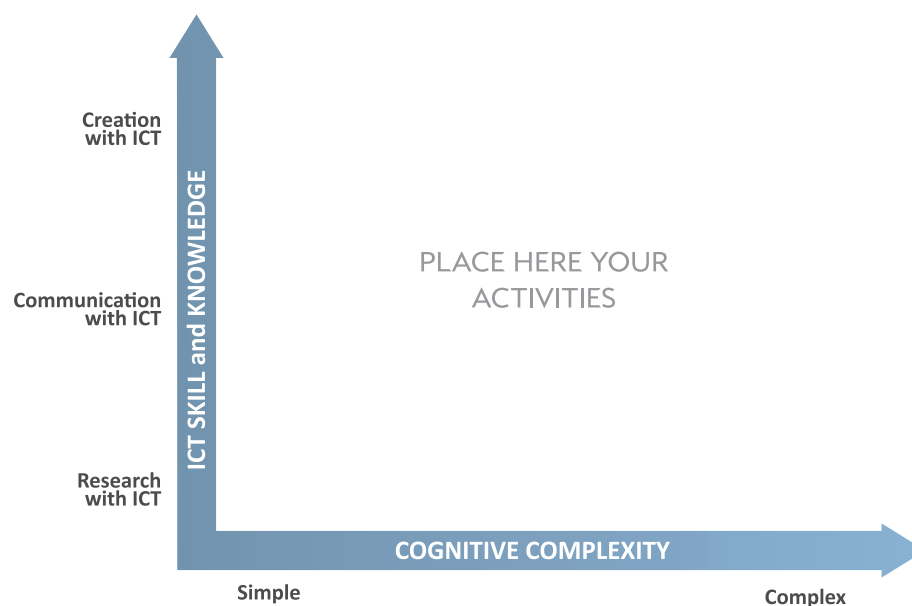 Creation
with ICT
ICT SKILL and KNOWLEDGE
PLACE HERE YOUR
ACTIVITIES
Communication
with ICT
Research
with ICT
COGNITIVE COMPLEXITY
Simple
Complex